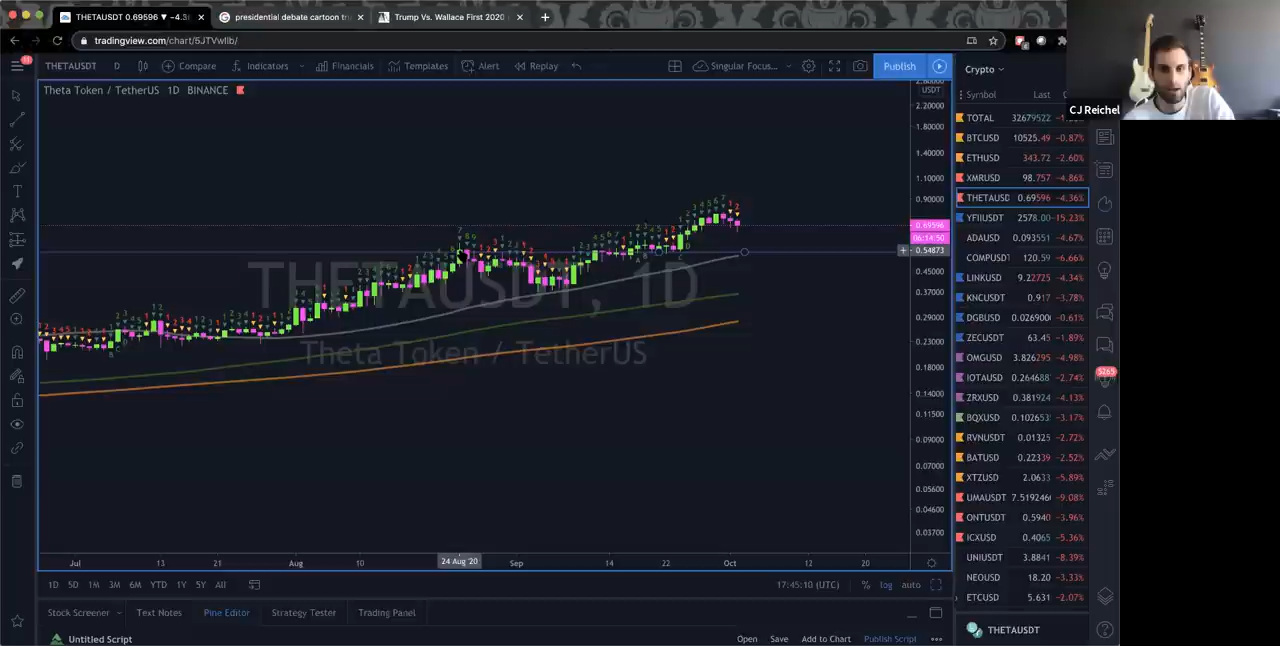 THETAUSDT 0.69596 ▼ −4.3
presidential debate cartoon tr
Trump Vs. Wallace First 2020
tradingview.com/chart/5JTVwIlb/
THETAUSDT D Compare Indicators Financials Templates Alert Replay Singular Focus... Publish
Theta Token / TetherUS 1D BINANCE
THETAUSDT, 1D
Theta Token / TetherUS
USDT
2.20000
1.80000
1.40000
1.10000
0.90000
0.69596
06:14:50
0.54873
0.45000
0.37000
0.29000
0.23000
0.18000
0.14000
0.11500
0.09000
0.07000
0.05600
0.04600
0.03700
Jul 13 21 Aug 10 24 Aug '20 Sep 14 22 Oct 12 20
1D 5D 1M 3M 6M YTD 1Y 5Y All 17:45:10 (UTC) % log auto
Stock Screener Text Notes Pine Editor Strategy Tester Trading Panel
Untitled Script Open Save Add to Chart Publish Script
CJ Reichel
Crypto
Symbol Last
TOTAL 32679522
BTCUSD 10525.49 −0.87%
ETHUSD 343.72 −2.60%
XMRUSD 98.757 −4.86%
THETAUSD 0.69596 −4.36%
YFIIUSDT 2578.00 −15.23%
ADAUSD 0.093551 −4.67%
COMPUSDT 120.59 −6.66%
LINKUSD 9.22725 −4.34%
KNCUSDT 0.917 −3.78%
DGBUSD 0.026900 −0.61%
ZECUSDT 63.45 −1.89%
OMGUSD 3.826295 −4.98%
IOTAUSD 0.264688 −2.74%
ZRXUSD 0.381924 −4.13%
BQXUSD 0.102653 −3.17%
RVNUSDT 0.01325 −2.72%
BATUSD 0.22339 −2.52%
XTZUSD 2.0633 −5.89%
UMAUSDT 7.519246 −9.08%
ONTUSDT 0.5940 −3.96%
ICXUSD 0.4065 −5.36%
UNIUSDT 3.8841 −8.39%
NEOUSD 18.20 −3.33%
ETCUSD 5.631 −2.07%
THETAUSDT
5265